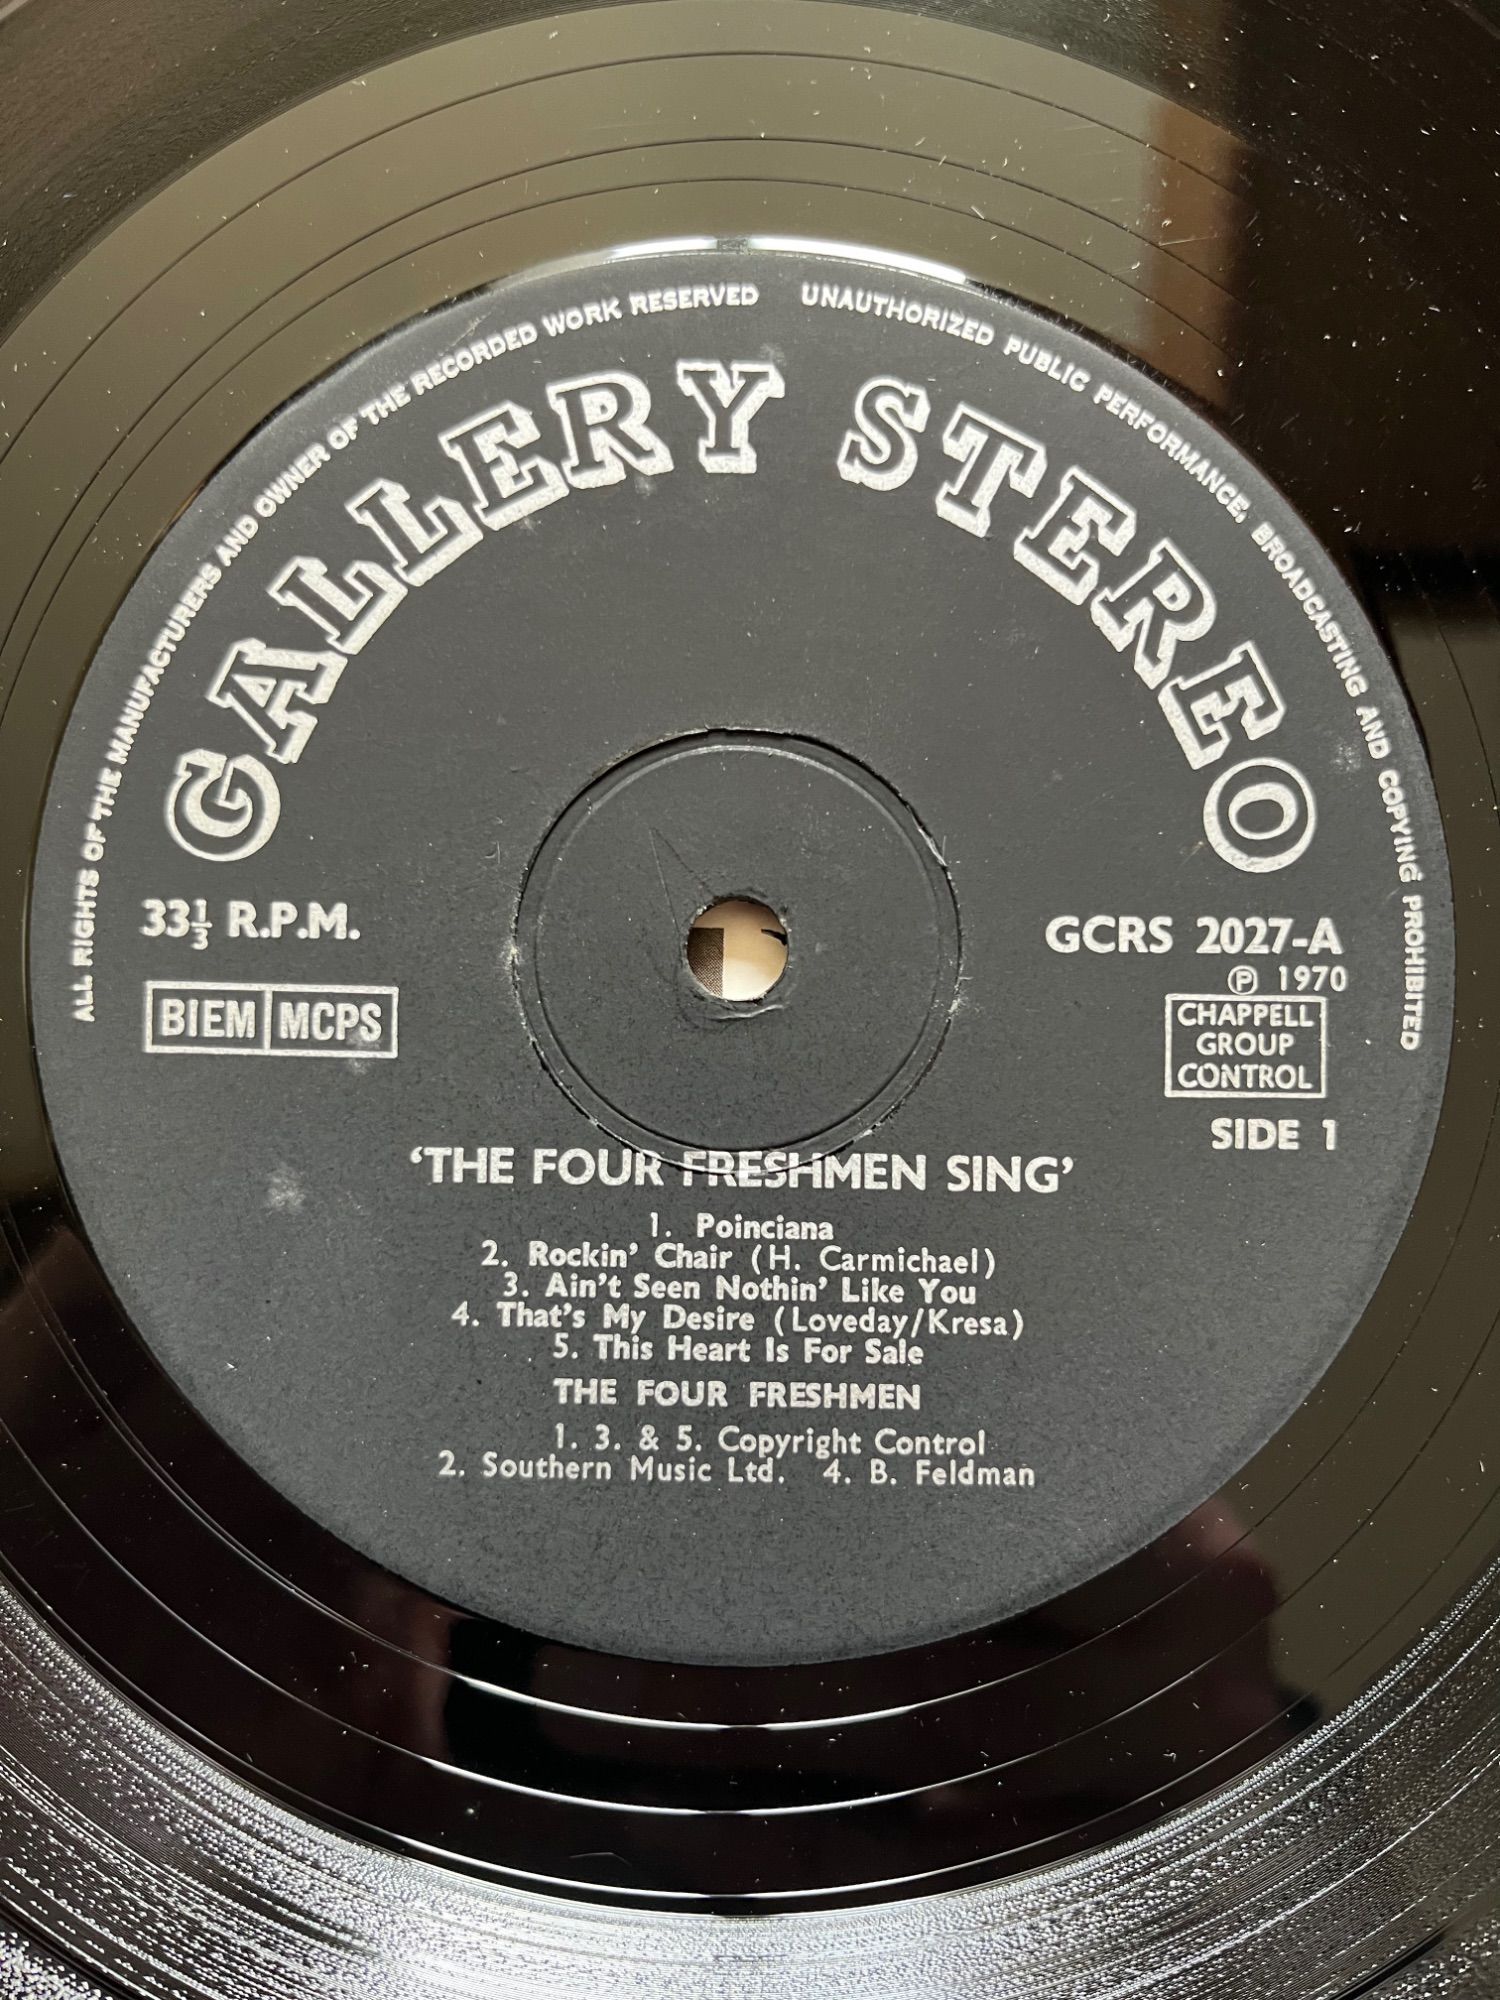 ALL RIGHTS OF THE MANUFACTURERS AND OWNER OF THE RECORDED WORK RESERVED UNAUTHORIZED PUBLIC PERFORMANCE, BROADCASTING AND COPYING PROHIBITED
GALLERY STEREO
33⅓ R.P.M.
BIEM MCPS
GCRS 2027-A
Ⓟ 1970
CHAPPELL
GROUP
CONTROL
SIDE 1
‘THE FOUR FRESHMEN SING’
1. Poinciana
2. Rockin’ Chair (H. Carmichael)
3. Ain’t Seen Nothin’ Like You
4. That’s My Desire (Loveday/Kresa)
5. This Heart Is For Sale
THE FOUR FRESHMEN
1. 3. & 5. Copyright Control
2. Southern Music Ltd. 4. B. Feldman